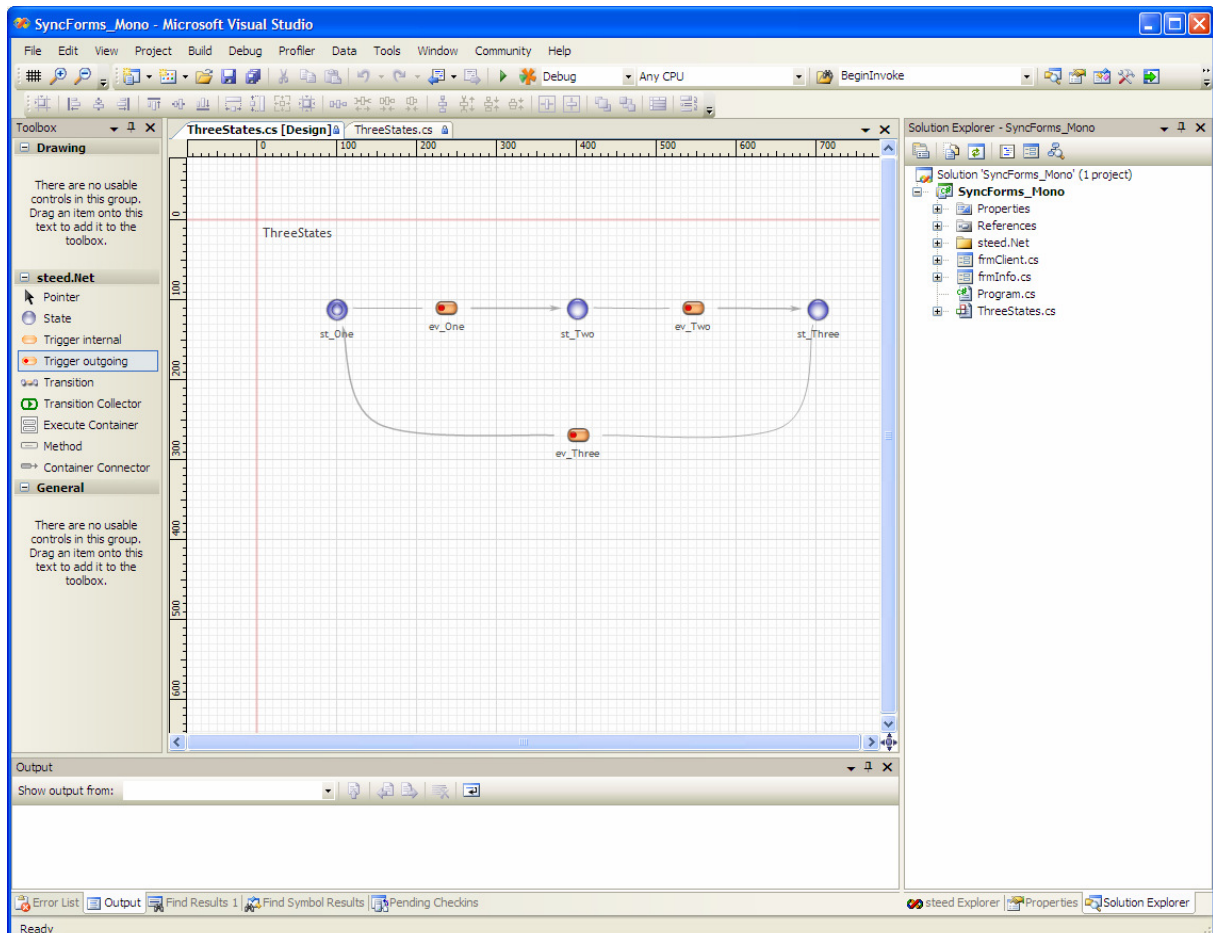 SyncForms_Mono - Microsoft Visual Studio
File Edit View Project Build Debug Profiler Data Tools Window Community Help
Debug Any CPU BeginInvoke
Toolbox
ThreeStates.cs [Design] ThreeStates.cs
Solution Explorer - SyncForms_Mono
Drawing
There are no usable
controls in this group.
Drag an item onto this
text to add it to the
toolbox.
steed.Net
Pointer
State
Trigger internal
Trigger outgoing
Transition
Transition Collector
Execute Container
Method
Container Connector
General
There are no usable
controls in this group.
Drag an item onto this
text to add it to the
toolbox.
0 100 200 300 400 500 600 700
0
100
200
300
400
500
600
ThreeStates
st_One
ev_One
st_Two
ev_Two
st_Three
ev_Three
Solution 'SyncForms_Mono' (1 project)
SyncForms_Mono
Properties
References
steed.Net
frmClient.cs
frmInfo.cs
Program.cs
ThreeStates.cs
Output
Show output from:
Error List Output Find Results 1 Find Symbol Results Pending Checkins
steed Explorer Properties Solution Explorer
Ready